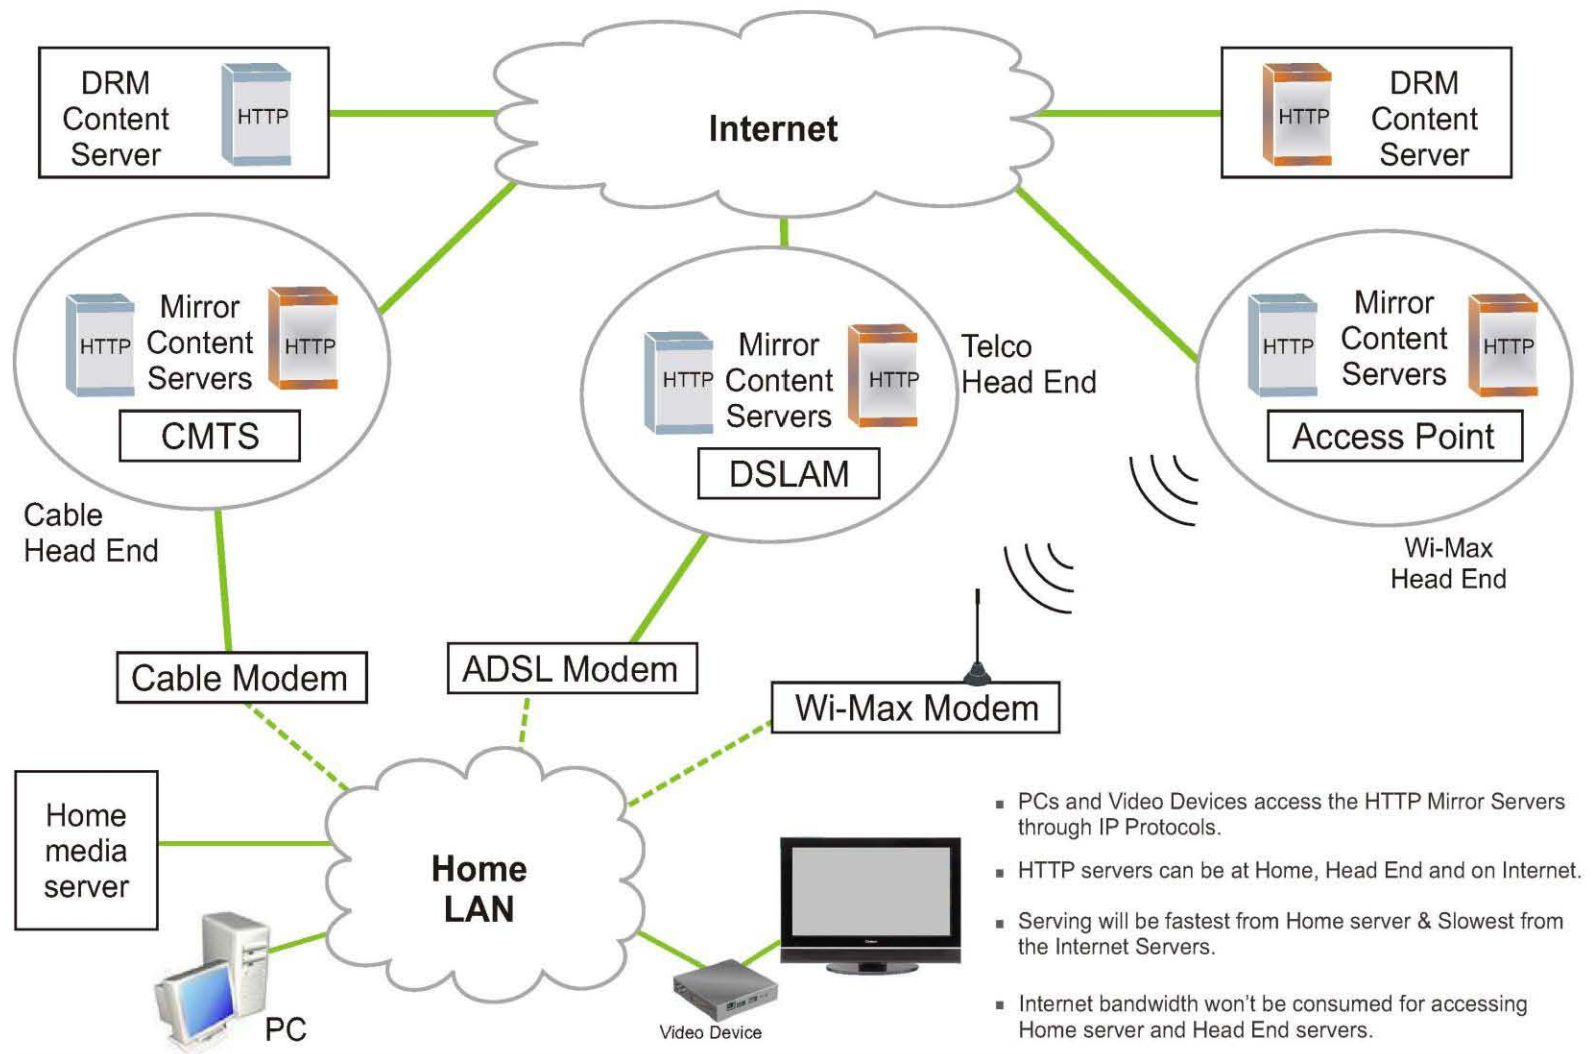 DRM
Content
Server
HTTP
Internet
HTTP
DRM
Content
Server
HTTP
Mirror
Content
Servers
HTTP
CMTS
Cable
Head End
HTTP
Mirror
Content
Servers
HTTP
DSLAM
Telco
Head End
HTTP
Mirror
Content
Servers
HTTP
Access Point
Wi-Max
Head End
Cable Modem
ADSL Modem
Wi-Max Modem
Home
media
server
Home
LAN
PC
Video Device
▪ PCs and Video Devices access the HTTP Mirror Servers
through IP Protocols.
▪ HTTP servers can be at Home, Head End and on Internet.
▪ Serving will be fastest from Home server & Slowest from
the Internet Servers.
▪ Internet bandwidth won't be consumed for accessing
Home server and Head End servers.